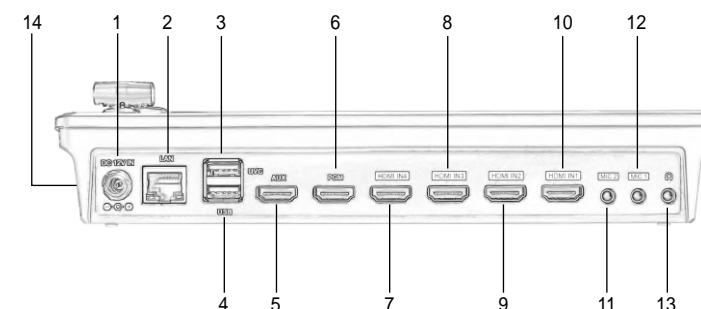 14 1 2 3 6 8 10 12
DC 12V IN LAN UVC AUX PGM HDMI IN4 HDMI IN3 HDMI IN2 HDMI IN1 MIC 2 MIC 1
USB
4 5 7 9 11 13